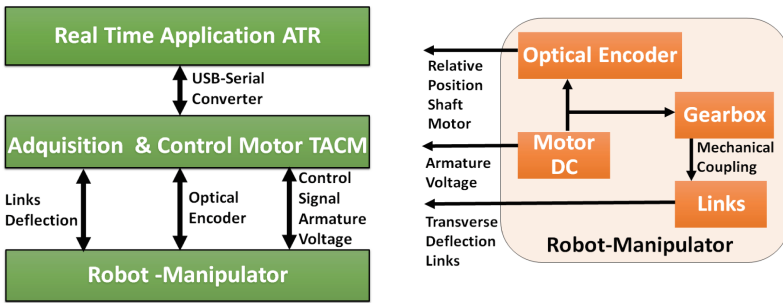 Real Time Application ATR
USB-Serial
Converter
Adquisition & Control Motor TACM
Links
Deflection
Optical
Encoder
Control
Signal
Armature
Voltage
Robot -Manipulator
Optical Encoder
Relative
Position
Shaft
Motor
Gearbox
Motor
DC
Mechanical
Coupling
Armature
Voltage
Links
Transverse
Deflection
Links
Robot-Manipulator